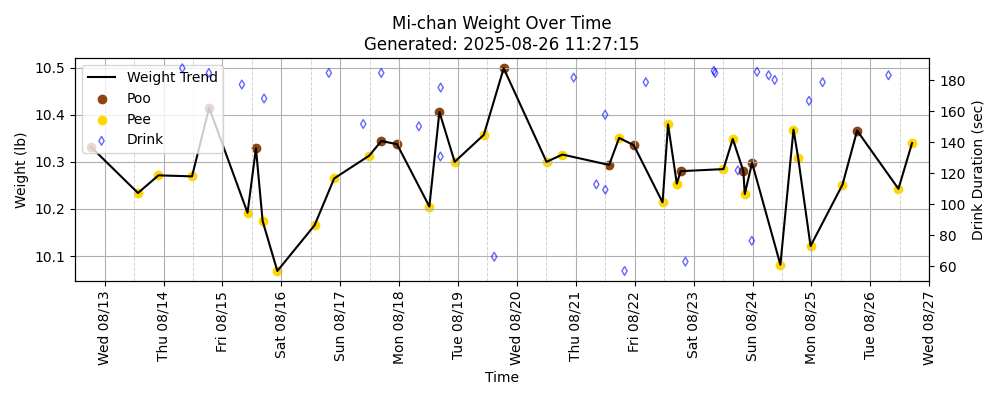 Mi-chan Weight Over Time
Generated: 2025-08-26 11:27:15
Weight Trend
Poo
Pee
Drink
Weight (lb)
10.5
10.4
10.3
10.2
10.1
Drink Duration (sec)
180
160
140
120
100
80
60
Wed 08/13
Thu 08/14
Fri 08/15
Sat 08/16
Sun 08/17
Mon 08/18
Tue 08/19
Wed 08/20
Thu 08/21
Fri 08/22
Sat 08/23
Sun 08/24
Mon 08/25
Tue 08/26
Wed 08/27
Time